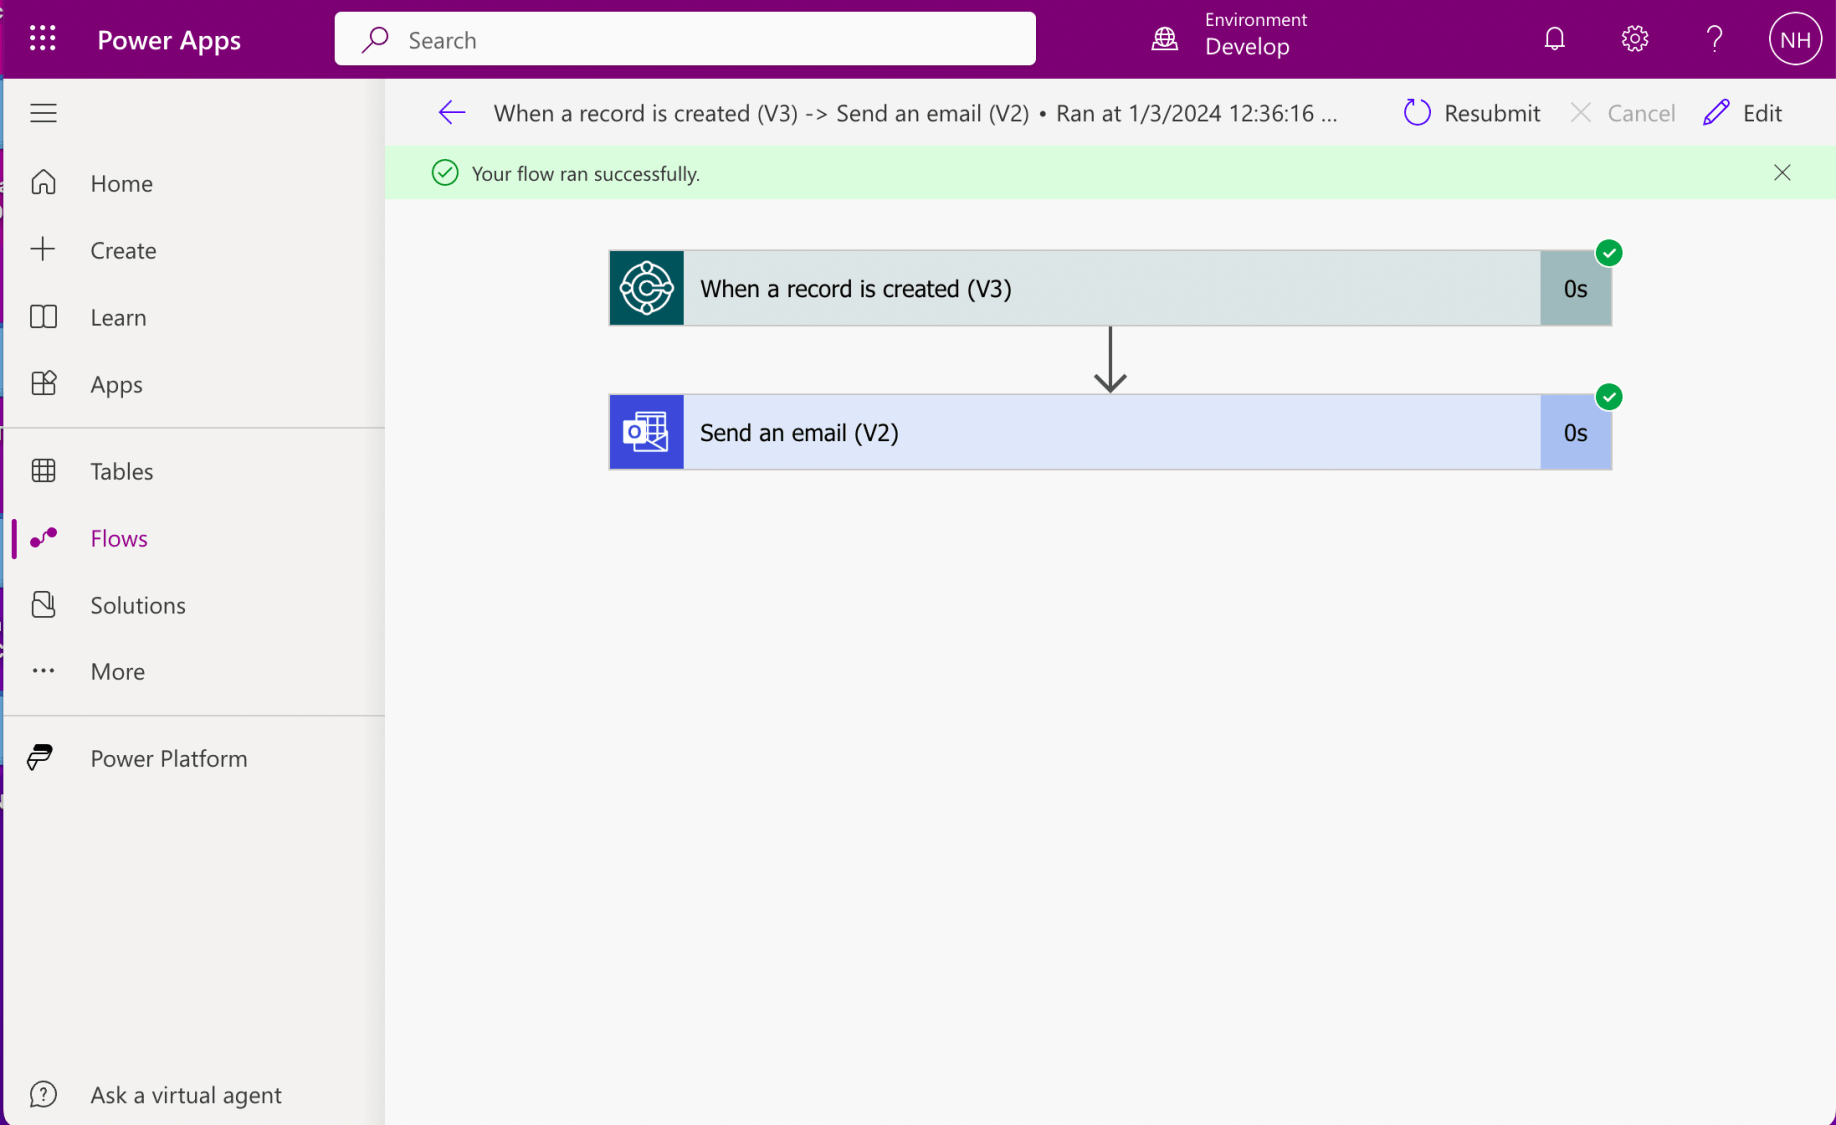 Power Apps
Search
Environment
Develop
NH
When a record is created (V3) -> Send an email (V2) • Ran at 1/3/2024 12:36:16 ...
Resubmit
Cancel
Edit
Your flow ran successfully.
Home
Create
Learn
Apps
Tables
Flows
Solutions
More
Power Platform
Ask a virtual agent
When a record is created (V3)
0s
Send an email (V2)
0s